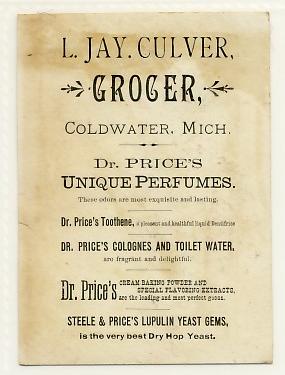 L. JAY. CULVER,
GROCER,
COLDWATER, MICH.
Dr. PRICE'S
UNIQUE PERFUMES.
These odors are most exquisite and lasting.
Dr. Price's Toothene, a pleasant and healthful liquid Dentifrice
DR. PRICE'S COLOGNES AND TOILET WATER.
are fragrant and delightful.
Dr. Price's CREAM BAKING POWDER AND
SPECIAL FLAVORING EXTRACTS,
are the leading and most perfect goods.
STEELE & PRICE'S LUPULIN YEAST GEMS,
is the very best Dry Hop Yeast.